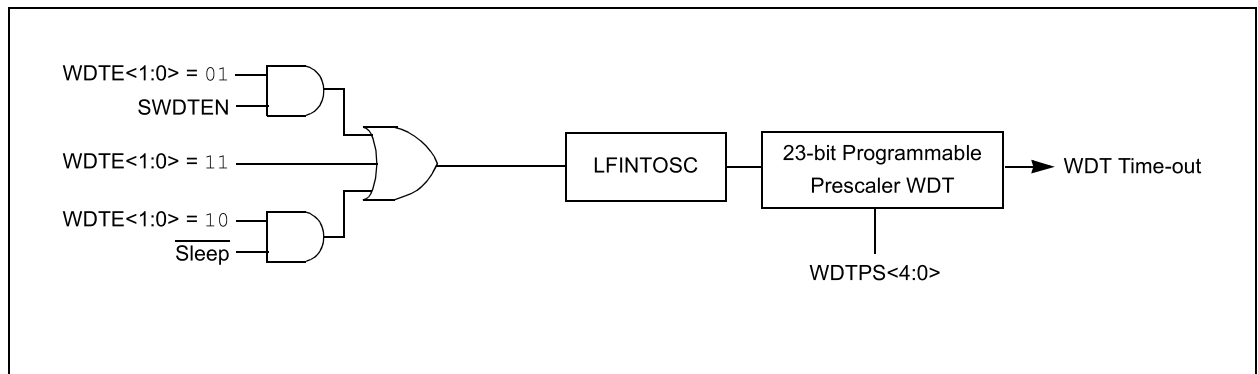 WDTE<1:0> = 01
SWDTEN
WDTE<1:0> = 11
WDTE<1:0> = 10
Sleep
LFINTOSC
23-bit Programmable
Prescaler WDT
WDT Time-out
WDTPS<4:0>